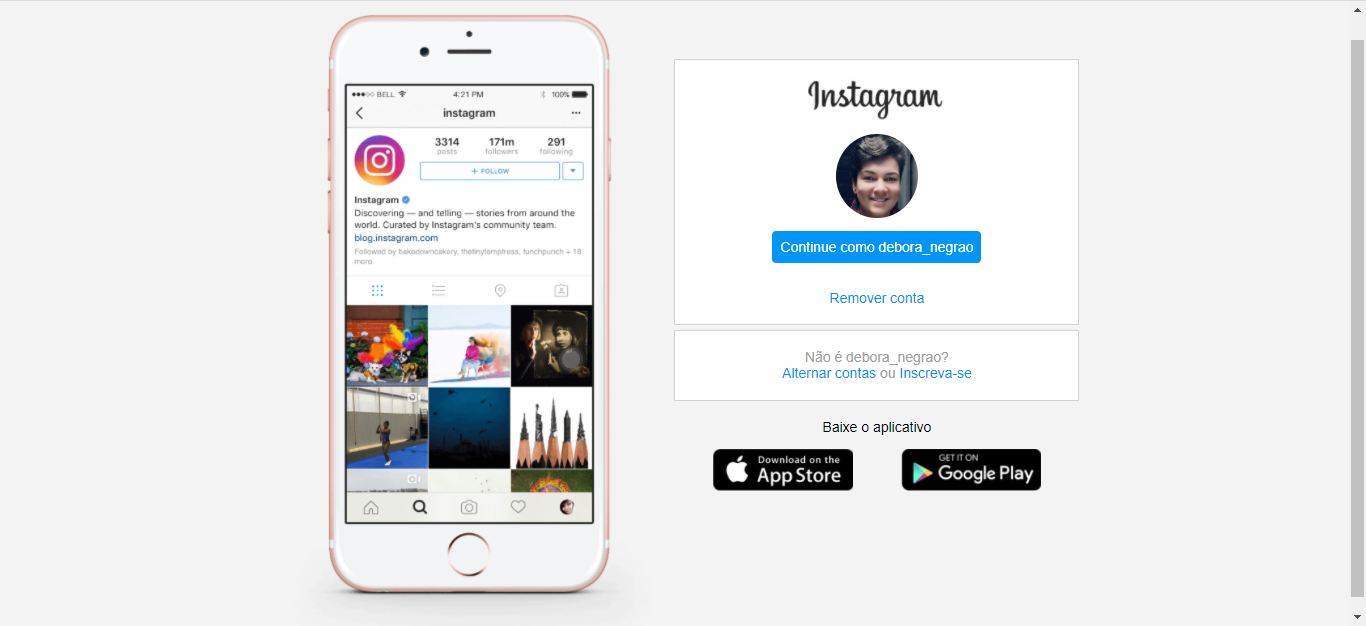 ●●●○○ BELL 4:21 PM 100%
instagram
3314 171m 291
posts followers following
+ FOLLOW
Instagram
Discovering — and telling — stories from around the
world. Curated by Instagram's community team.
blog.instagram.com
Followed by bakadowncakery, thetinytemptress, funchpunch + 18
more
Instagram
Continue como debora_negrao
Remover conta
Não é debora_negrao?
Alternar contas ou Inscreva-se
Baixe o aplicativo
Download on the
App Store
GET IT ON
Google Play